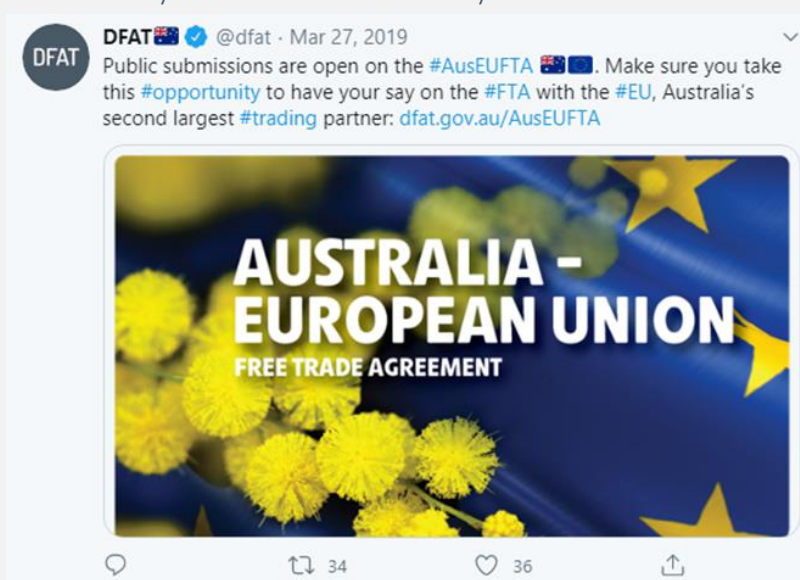 DFAT
DFAT🇦🇺 @dfat · Mar 27, 2019
Public submissions are open on the #AusEUFTA 🇦🇺🇪🇺. Make sure you take
this #opportunity to have your say on the #FTA with the #EU, Australia's
second largest #trading partner: dfat.gov.au/AusEUFTA
AUSTRALIA –
EUROPEAN UNION
FREE TRADE AGREEMENT
34
36